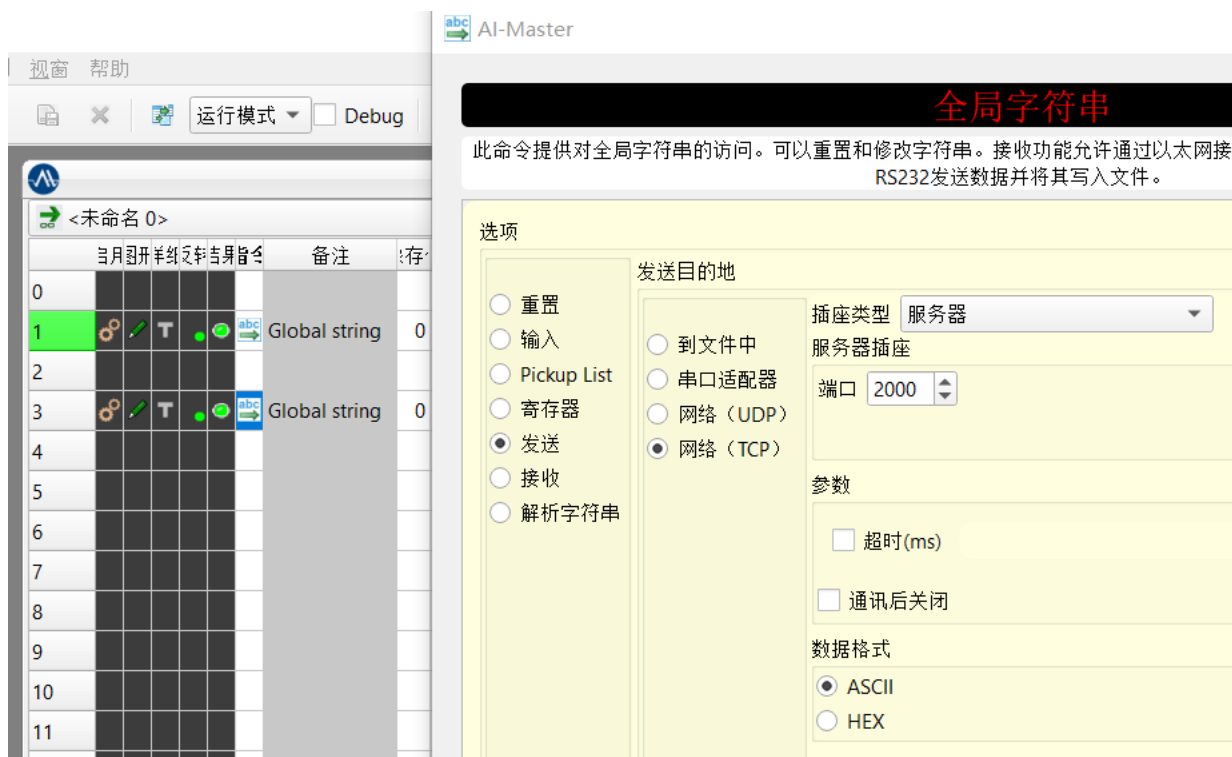 AI-Master
视窗 帮助
运行模式 Debug
全局字符串
此命令提供对全局字符串的访问。可以重置和修改字符串。接收功能允许通过以太网接
RS232发送数据并将其写入文件。
<未命名 0>
备注
选项
发送目的地
重置
输入
Pickup List
寄存器
发送
接收
解析字符串
到文件中
串口适配器
网络（UDP）
网络（TCP）
插座类型 服务器
服务器插座
端口 2000
参数
超时(ms)
通讯后关闭
数据格式
ASCII
HEX
0
1 T abc Global string 0
2
3 T abc Global string 0
4
5
6
7
8
9
10
11